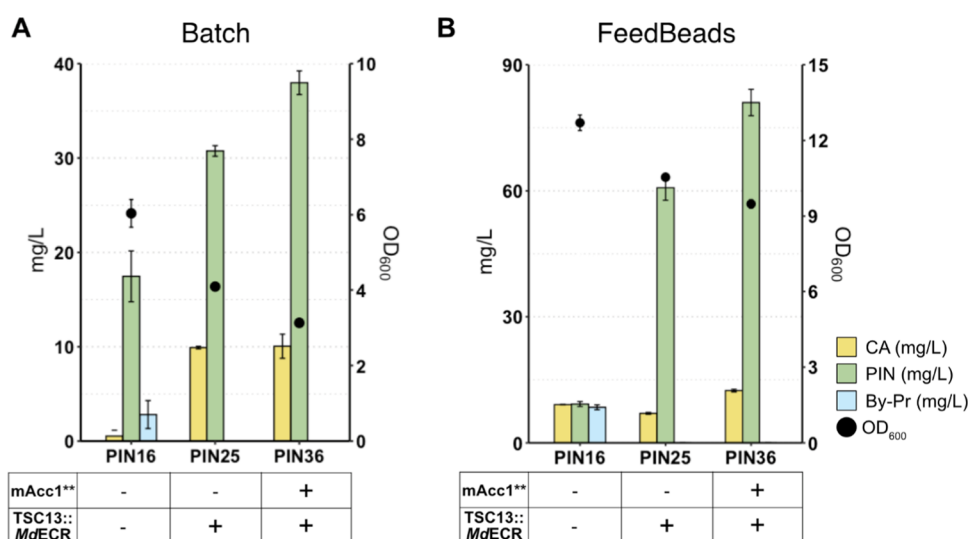 A
Batch
40
30
20
10
0
mg/L
10
8
6
4
2
0
OD600
PIN16 PIN25 PIN36
mAcc1** - - +
TSC13::
MdECR - + +
B
FeedBeads
90
60
30
0
mg/L
15
12
9
6
3
0
OD600
PIN16 PIN25 PIN36
mAcc1** - - +
TSC13::
MdECR - + +
CA (mg/L)
PIN (mg/L)
By-Pr (mg/L)
OD600